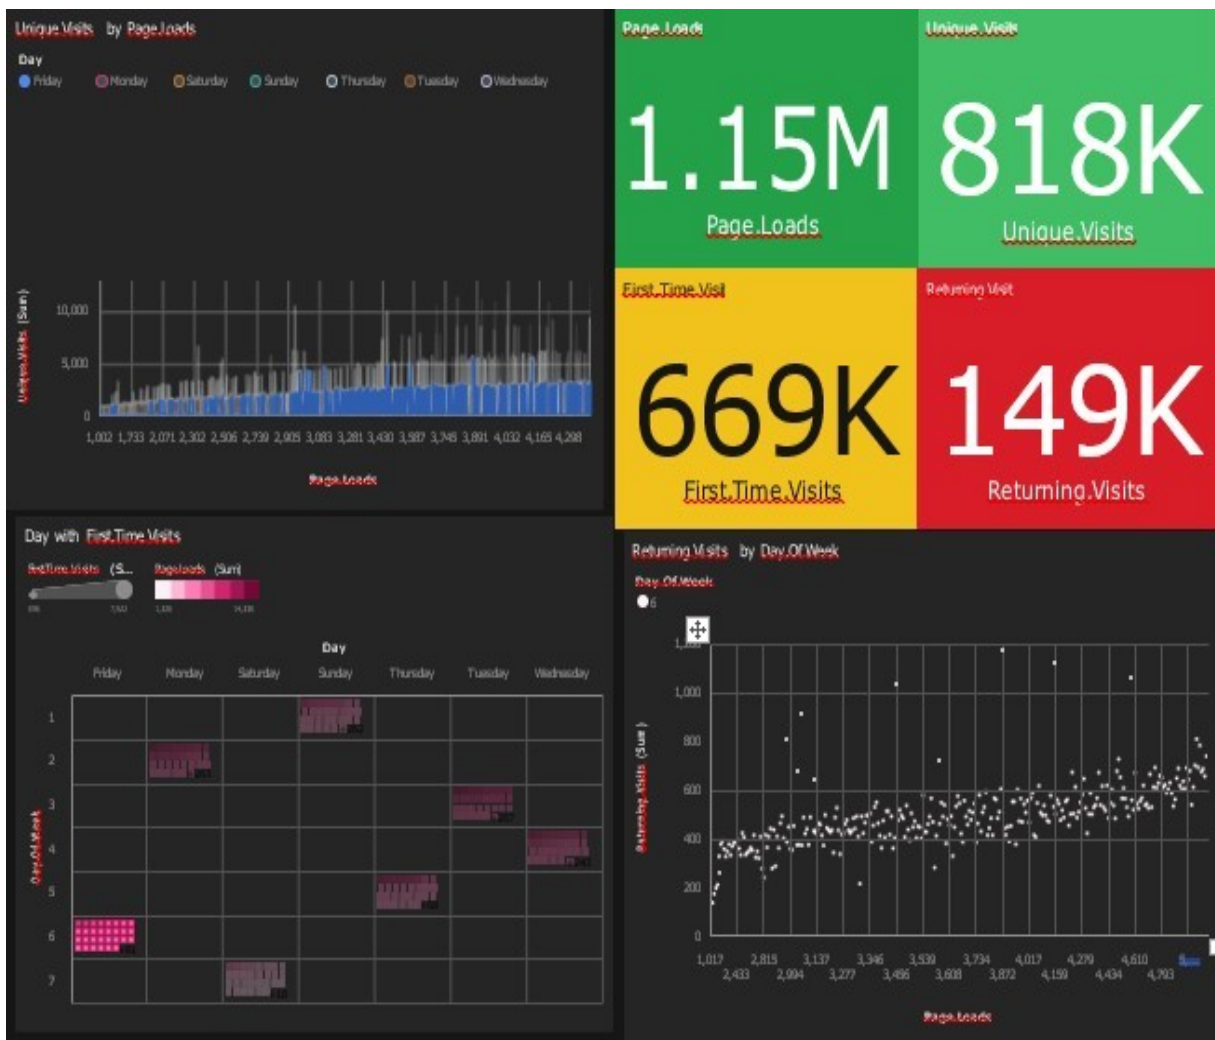 Unique.Visits by Page.Loads
Day
Friday Monday Saturday Sunday Thursday Tuesday Wednesday
Unique.Visits (Sum)
10,000
5,000
0
1,002 1,733 2,071 2,302 2,506 2,739 2,905 3,083 3,281 3,430 3,587 3,745 3,891 4,032 4,165 4,298
Page.Loads
Page.Loads
1.15M
Page.Loads
Unique.Visits
818K
Unique.Visits
First.Time.Visit
669K
First.Time.Visits
Returning Visit
149K
Returning.Visits
Day with First.Time.Visits
First.Time.Visits (S... Page.Loads (Sum)
Day
Friday Monday Saturday Sunday Thursday Tuesday Wednesday
Day.Of.Week
1
2
3
4
5
6
7
Returning.Visits by Day.Of.Week
Day.Of.Week
6
Returning.Visits (Sum)
1,000
800
600
400
200
0
1,017 2,815 3,137 3,346 3,539 3,734 4,017 4,279 4,610
2,433 2,994 3,277 3,456 3,608 3,872 4,159 4,434 4,793
Page.Loads